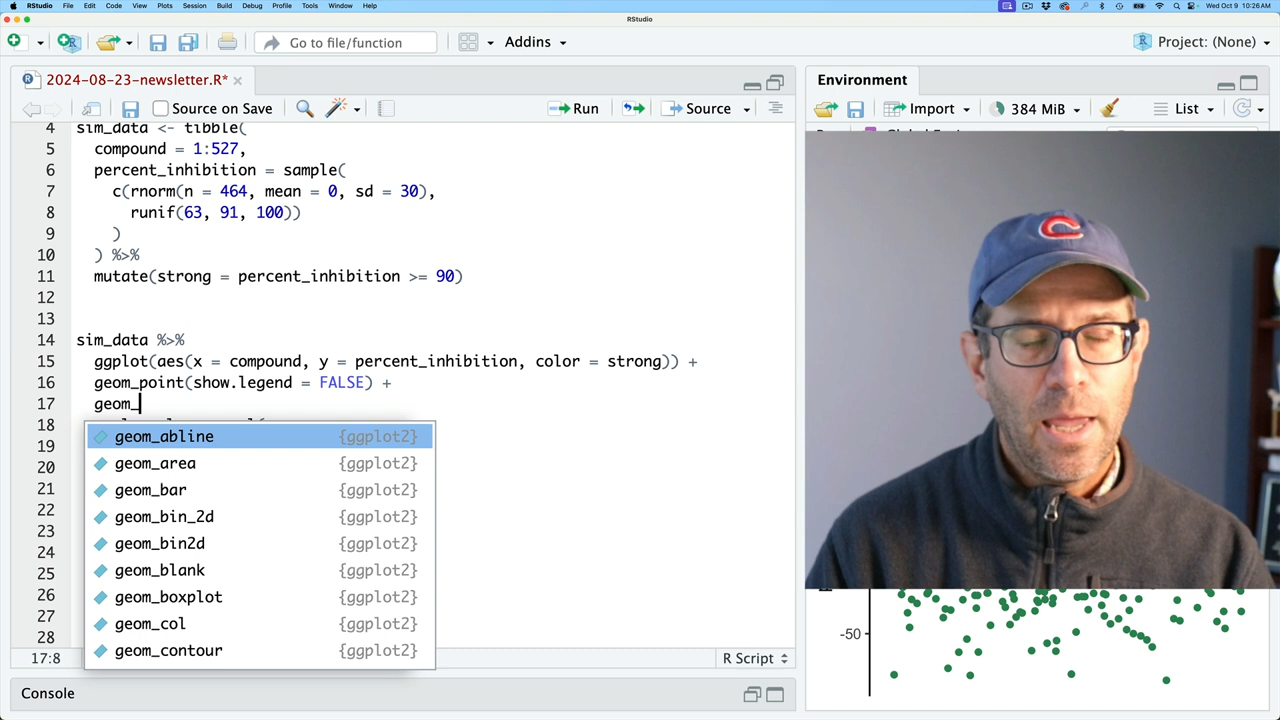 RStudio File Edit Code View Plots Session Build Debug Profile Tools Window Help Wed Oct 9 10:26 AM
RStudio
Go to file/function Addins Project: (None)
2024-08-23-newsletter.R*
Source on Save Run Source
4 sim_data <- tibble(
5 compound = 1:527,
6 percent_inhibition = sample(
7 c(rnorm(n = 464, mean = 0, sd = 30),
8 runif(63, 91, 100))
9 )
10 ) %>%
11 mutate(strong = percent_inhibition >= 90)
12
13
14 sim_data %>%
15 ggplot(aes(x = compound, y = percent_inhibition, color = strong)) +
16 geom_point(show.legend = FALSE) +
17 geom_
18
19
20
21
22
23
24
25
26
27
28
geom_abline {ggplot2}
geom_area {ggplot2}
geom_bar {ggplot2}
geom_bin_2d {ggplot2}
geom_bin2d {ggplot2}
geom_blank {ggplot2}
geom_boxplot {ggplot2}
geom_col {ggplot2}
geom_contour {ggplot2}
17:8 R Script
Console
Environment
Import 384 MiB List
-50